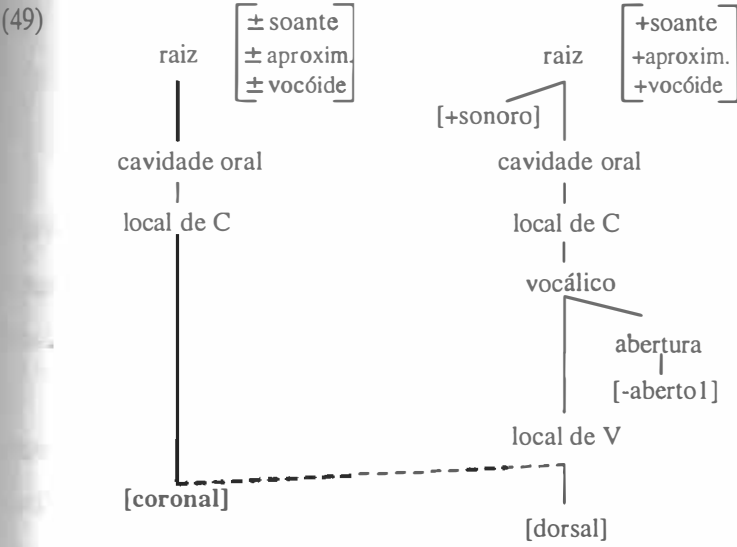 (49)
raiz
± soante
± aproxim.
± vocóide
raiz
+soante
+aproxim.
+vocóide
[+sonoro]
cavidade oral
cavidade oral
local de C
local de C
vocálico
abertura
[-aberto1]
local de V
[coronal]
[dorsal]